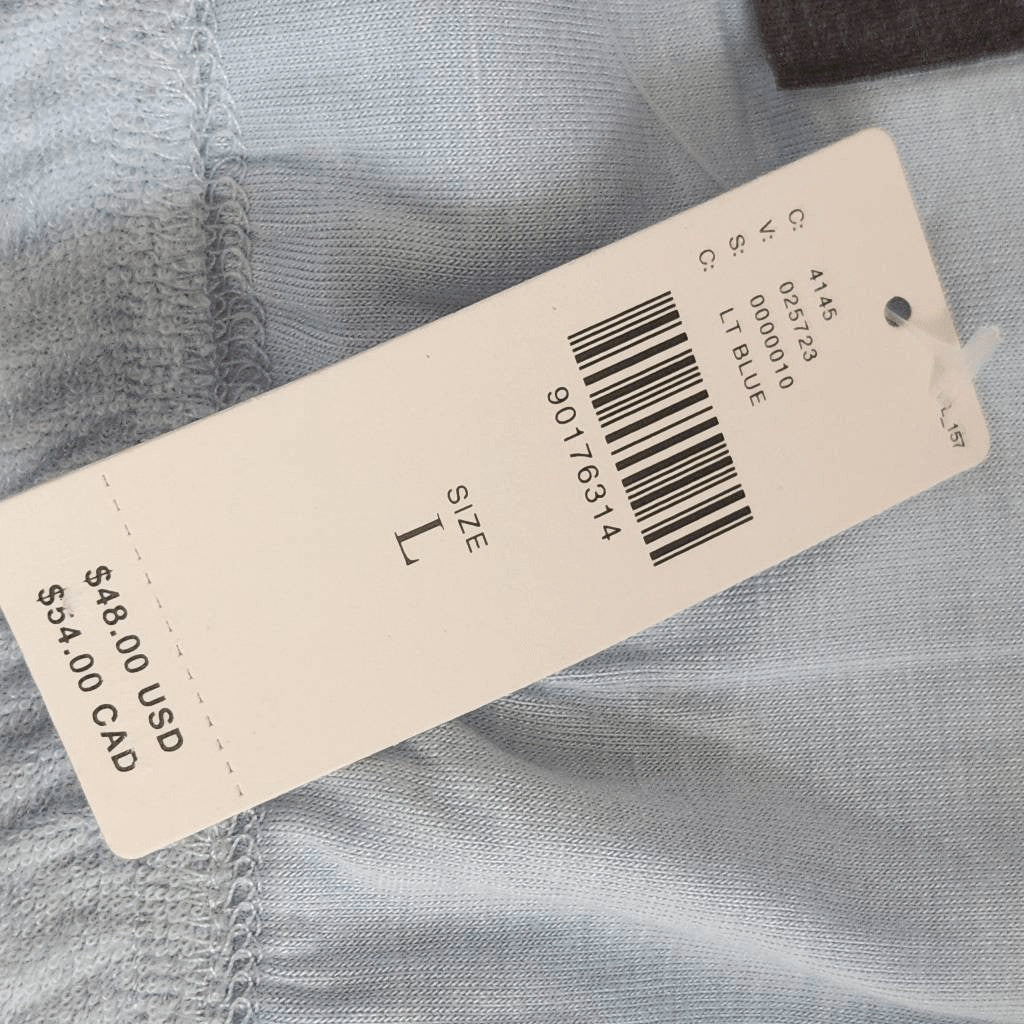 C: 4145
V: 025723
S: 0000010
C: LT BLUE
90176314
SIZE
L
$48.00 USD
$54.00 CAD